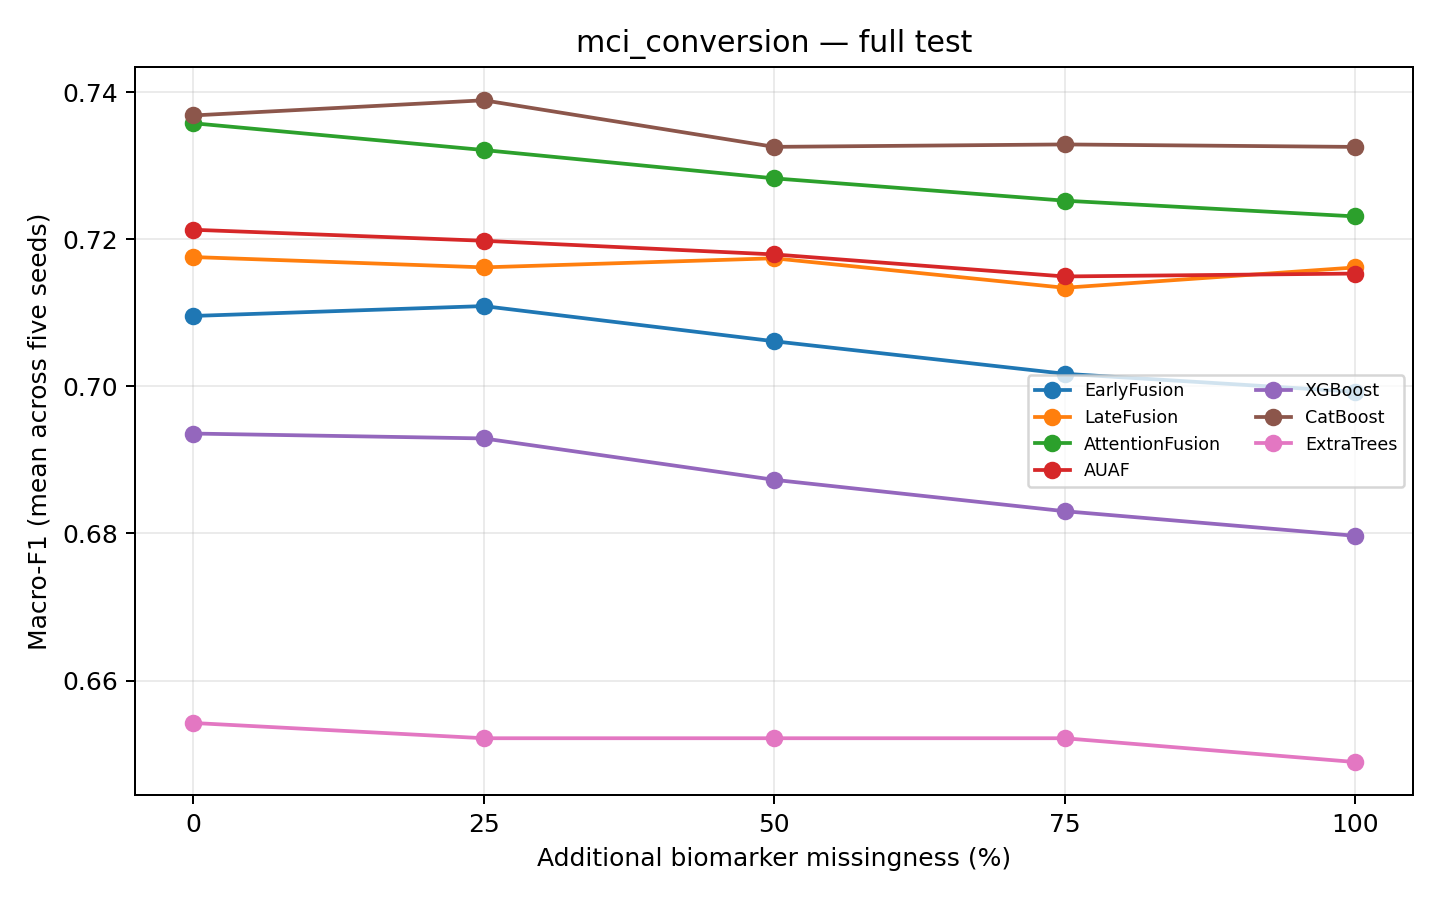 mci_conversion — full test
Macro-F1 (mean across five seeds)
0.74
0.72
0.70
0.68
0.66
EarlyFusion
LateFusion
AttentionFusion
AUAF
XGBoost
CatBoost
ExtraTrees
0 25 50 75 100
Additional biomarker missingness (%)